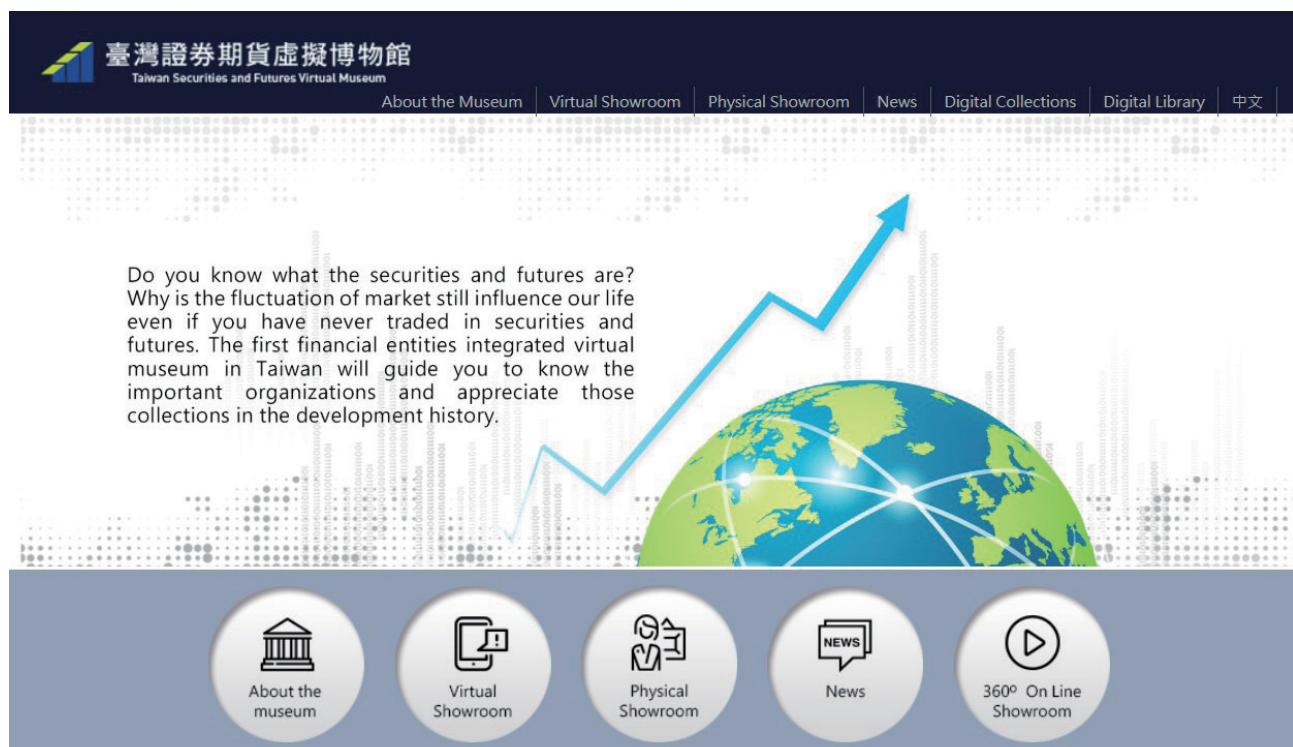 臺灣證券期貨虛擬博物館
Taiwan Securities and Futures Virtual Museum
About the Museum
Virtual Showroom
Physical Showroom
News
Digital Collections
Digital Library
中文
Do you know what the securities and futures are?
Why is the fluctuation of market still influence our life
even if you have never traded in securities and
futures. The first financial entities integrated virtual
museum in Taiwan will guide you to know the
important organizations and appreciate those
collections in the development history.
About the
museum
Virtual
Showroom
Physical
Showroom
NEWS
News
360º On Line
Showroom